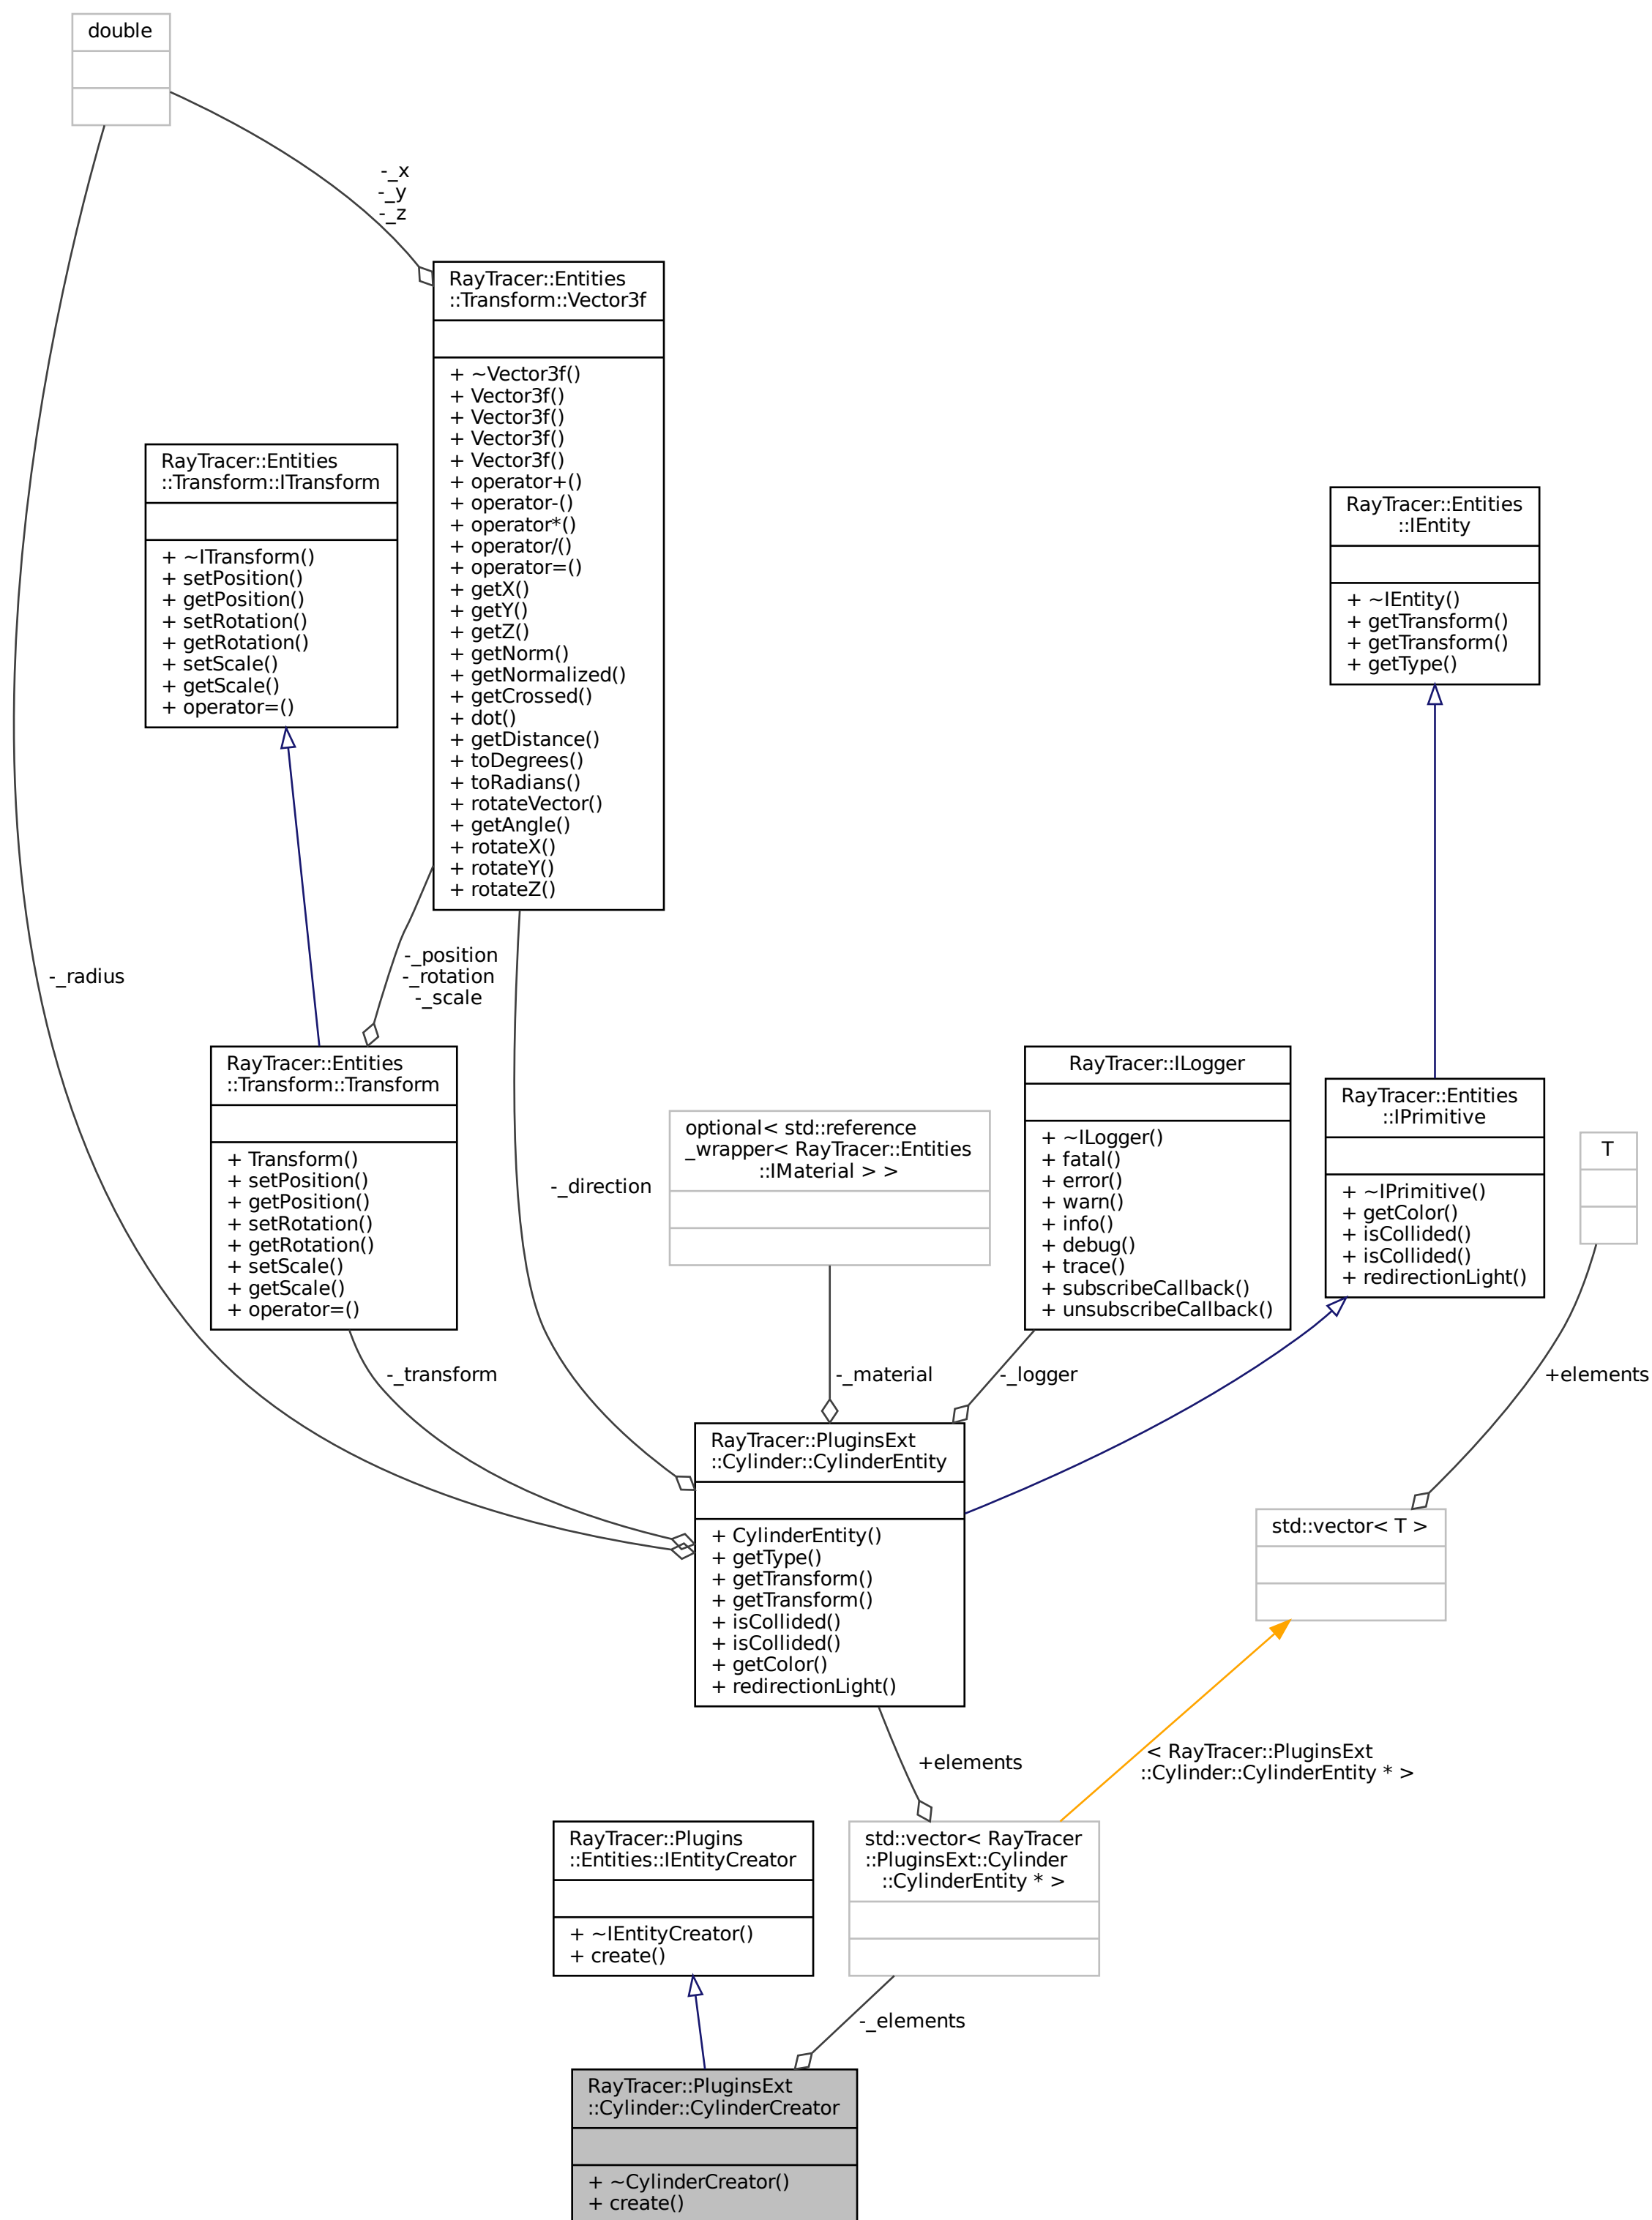 double
-_x
-_y
-_z
RayTracer::Entities
::Transform::Vector3f
+ ~Vector3f()
+ Vector3f()
+ Vector3f()
+ Vector3f()
+ Vector3f()
+ operator+()
+ operator-()
+ operator*()
+ operator/()
+ operator=()
+ getX()
+ getY()
+ getZ()
+ getNorm()
+ getNormalized()
+ getCrossed()
+ dot()
+ getDistance()
+ toDegrees()
+ toRadians()
+ rotateVector()
+ getAngle()
+ rotateX()
+ rotateY()
+ rotateZ()
RayTracer::Entities
::Transform::ITransform
+ ~ITransform()
+ setPosition()
+ getPosition()
+ setRotation()
+ getRotation()
+ setScale()
+ getScale()
+ operator=()
RayTracer::Entities
::IEntity
+ ~IEntity()
+ getTransform()
+ getTransform()
+ getType()
-_radius
-_position
-_rotation
-_scale
RayTracer::Entities
::Transform::Transform
+ Transform()
+ setPosition()
+ getPosition()
+ setRotation()
+ getRotation()
+ setScale()
+ getScale()
+ operator=()
-_direction
optional< std::reference
_wrapper< RayTracer::Entities
::IMaterial > >
RayTracer::ILogger
+ ~ILogger()
+ fatal()
+ error()
+ warn()
+ info()
+ debug()
+ trace()
+ subscribeCallback()
+ unsubscribeCallback()
RayTracer::Entities
::IPrimitive
+ ~IPrimitive()
+ getColor()
+ isCollided()
+ isCollided()
+ redirectionLight()
T
-_transform
-_material
-_logger
+elements
RayTracer::PluginsExt
::Cylinder::CylinderEntity
+ CylinderEntity()
+ getType()
+ getTransform()
+ getTransform()
+ isCollided()
+ isCollided()
+ getColor()
+ redirectionLight()
std::vector< T >
+elements
< RayTracer::PluginsExt
::Cylinder::CylinderEntity * >
RayTracer::Plugins
::Entities::IEntityCreator
+ ~IEntityCreator()
+ create()
std::vector< RayTracer
::PluginsExt::Cylinder
::CylinderEntity * >
-_elements
RayTracer::PluginsExt
::Cylinder::CylinderCreator
+ ~CylinderCreator()
+ create()